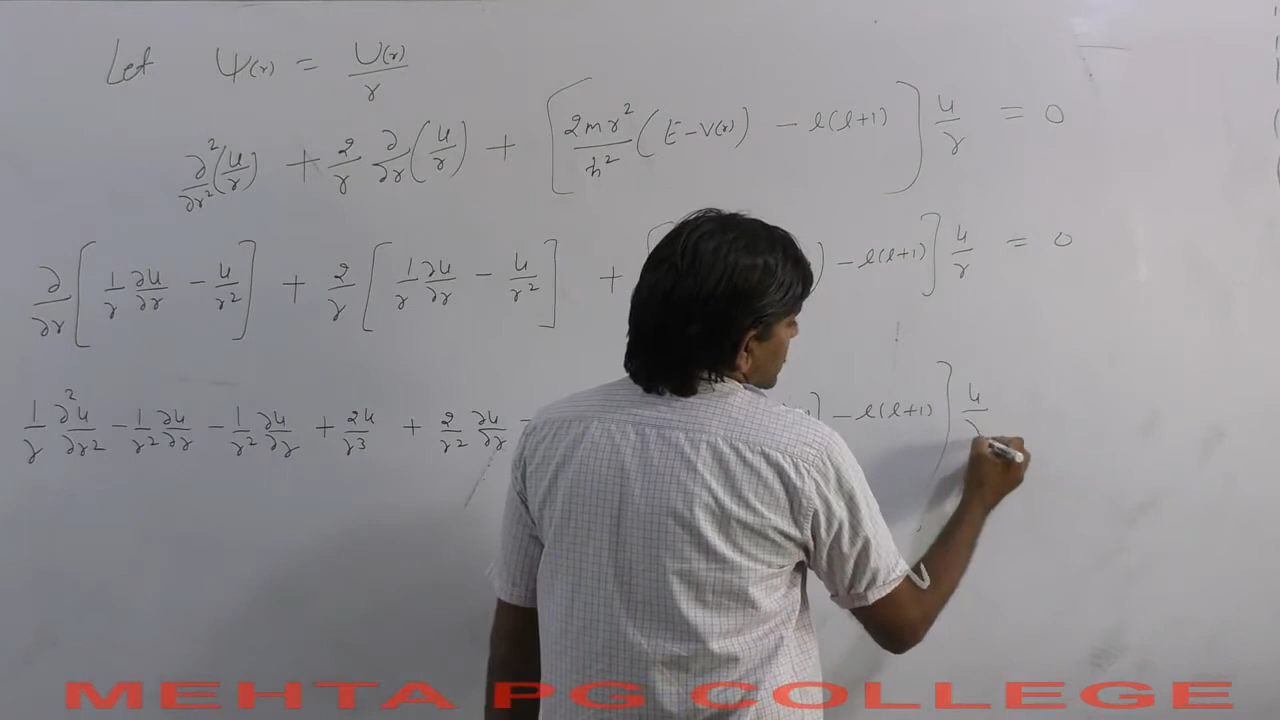 Let ψ(r) = U(r)/r
∂²/∂r² (u/r) + 2/r ∂/∂r (u/r) + [2mr²/ħ² (E - V(r)) - l(l+1)] u/r = 0
∂/∂r [1/r ∂u/∂r - u/r²] + 2/r [1/r ∂u/∂r - u/r²] + [ ) - l(l+1)] u/r = 0
1/r ∂²u/∂r² - 1/r² ∂u/∂r - 1/r² ∂u/∂r + 2u/r³ + 2/r² ∂u/∂r - ) - l(l+1)] u/r
MEHTA PG COLLEGE